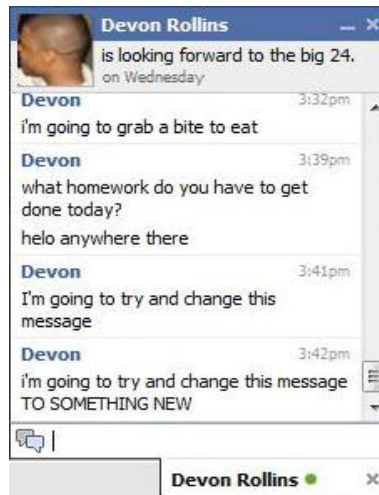 Devon Rollins
is looking forward to the big 24.
on Wednesday
Devon 3:32pm
i'm going to grab a bite to eat
Devon 3:39pm
what homework do you have to get
done today?
helo anywhere there
Devon 3:41pm
I'm going to try and change this
message
Devon 3:42pm
i'm going to try and change this message
TO SOMETHING NEW
Devon Rollins